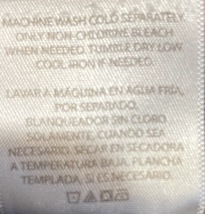 MACHINE WASH COLD SEPARATELY
ONLY NON-CHLORINE BLEACH
WHEN NEEDED. TUMBLE DRY LOW.
COOL IRON IF NEEDED.
LAVAR A MÁQUINA EN AGUA FRÍA,
POR SEPARADO.
BLANQUEADOR SIN CLORO
SOLAMENTE, CUANDO SEA
NECESARIO. SECAR EN SECADORA
A TEMPERATURA BAJA. PLANCHA
TEMPLADA, SI ES NECESARIO.